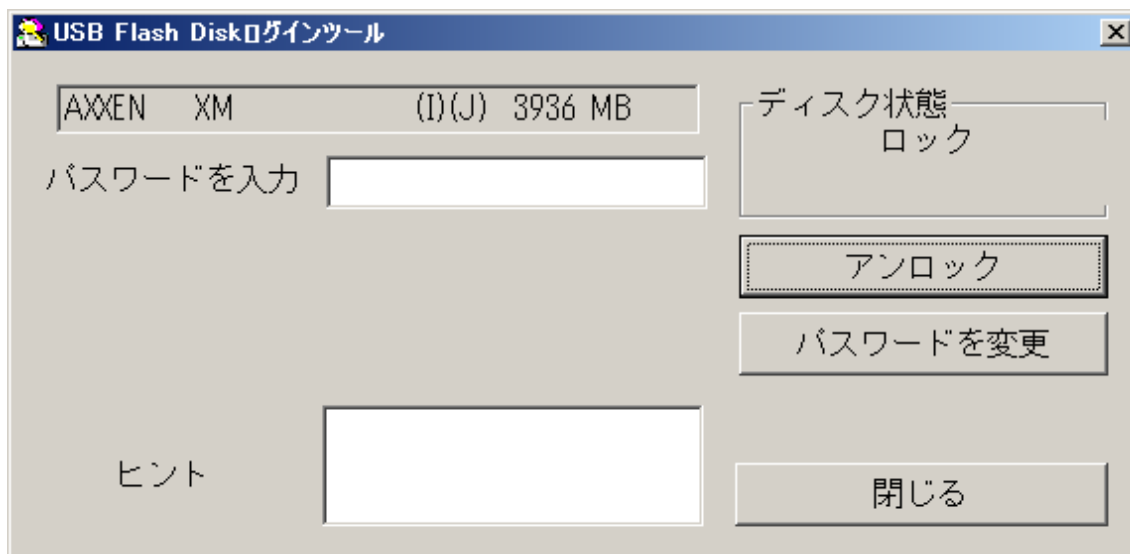 USB Flash Diskログインツール
AXXEN XM (I)(J) 3936 MB
ディスク状態
ロック
パスワードを入力
アンロック
パスワードを変更
ヒント
閉じる